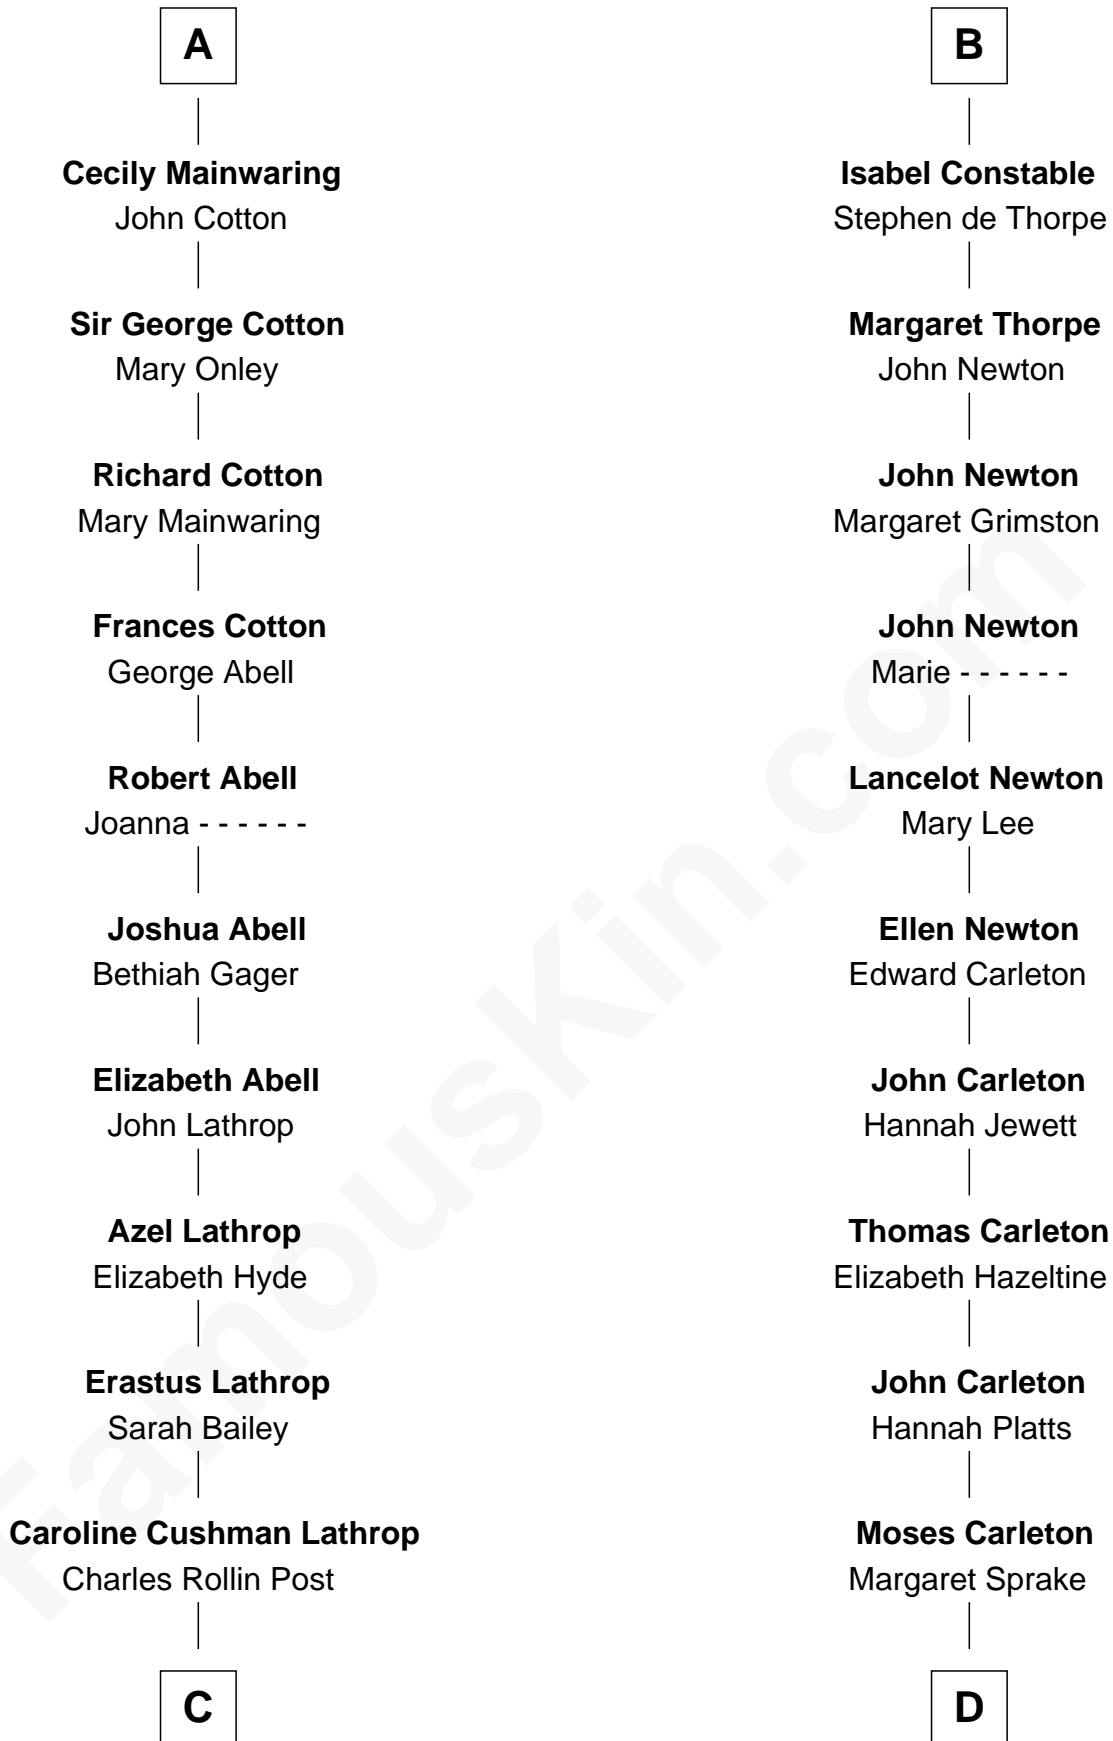 A
Cecily Mainwaring
John Cotton
Sir George Cotton
Mary Onley
Richard Cotton
Mary Mainwaring
Frances Cotton
George Abell
Robert Abell
Joanna - - - - - -
Joshua Abell
Bethiah Gager
Elizabeth Abell
John Lathrop
Azel Lathrop
Elizabeth Hyde
Erastus Lathrop
Sarah Bailey
Caroline Cushman Lathrop
Charles Rollin Post
C
B
Isabel Constable
Stephen de Thorpe
Margaret Thorpe
John Newton
John Newton
Margaret Grimston
John Newton
Marie - - - - - -
Lancelot Newton
Mary Lee
Ellen Newton
Edward Carleton
John Carleton
Hannah Jewett
Thomas Carleton
Elizabeth Hazeltine
John Carleton
Hannah Platts
Moses Carleton
Margaret Sprake
D
FamousKin.com